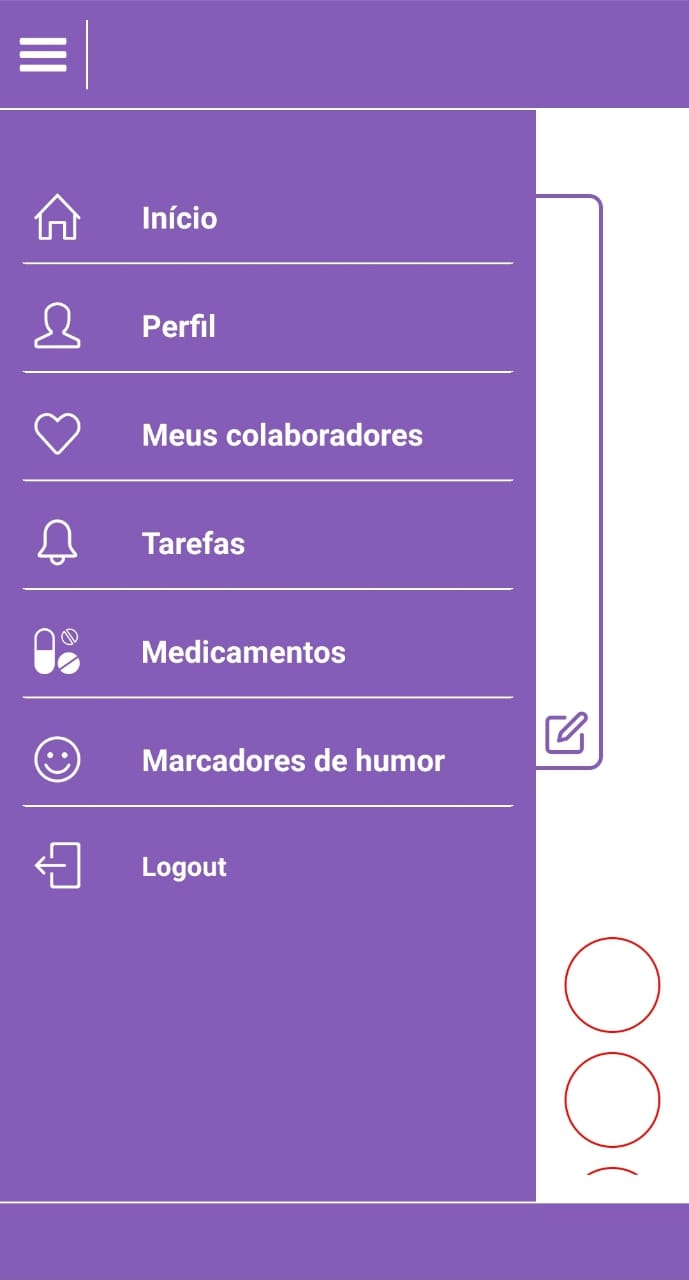 Início
Perfil
Meus colaboradores
Tarefas
Medicamentos
Marcadores de humor
Logout